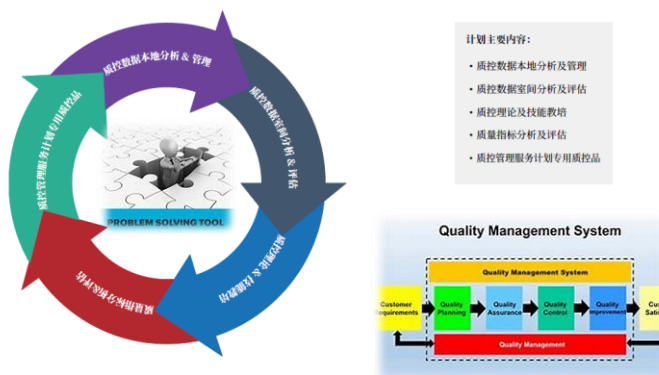 质控数据本地分析 & 管理
质控数据室间分析 & 评估
质控理论 & 技能教培
质量指标分析&评估
质控管理服务计划专用质控品
PROBLEM SOLVING TOOL
计划主要内容：
• 质控数据本地分析及管理
• 质控数据室间分析及评估
• 质控理论及技能教培
• 质量指标分析及评估
• 质控管理服务计划专用质控品
Quality Management System
Quality Management System
Customer
Requirements
Quality
Planning
Quality
Assurance
Quality
Control
Quality
Improvement
Cu
Sati
Quality Management